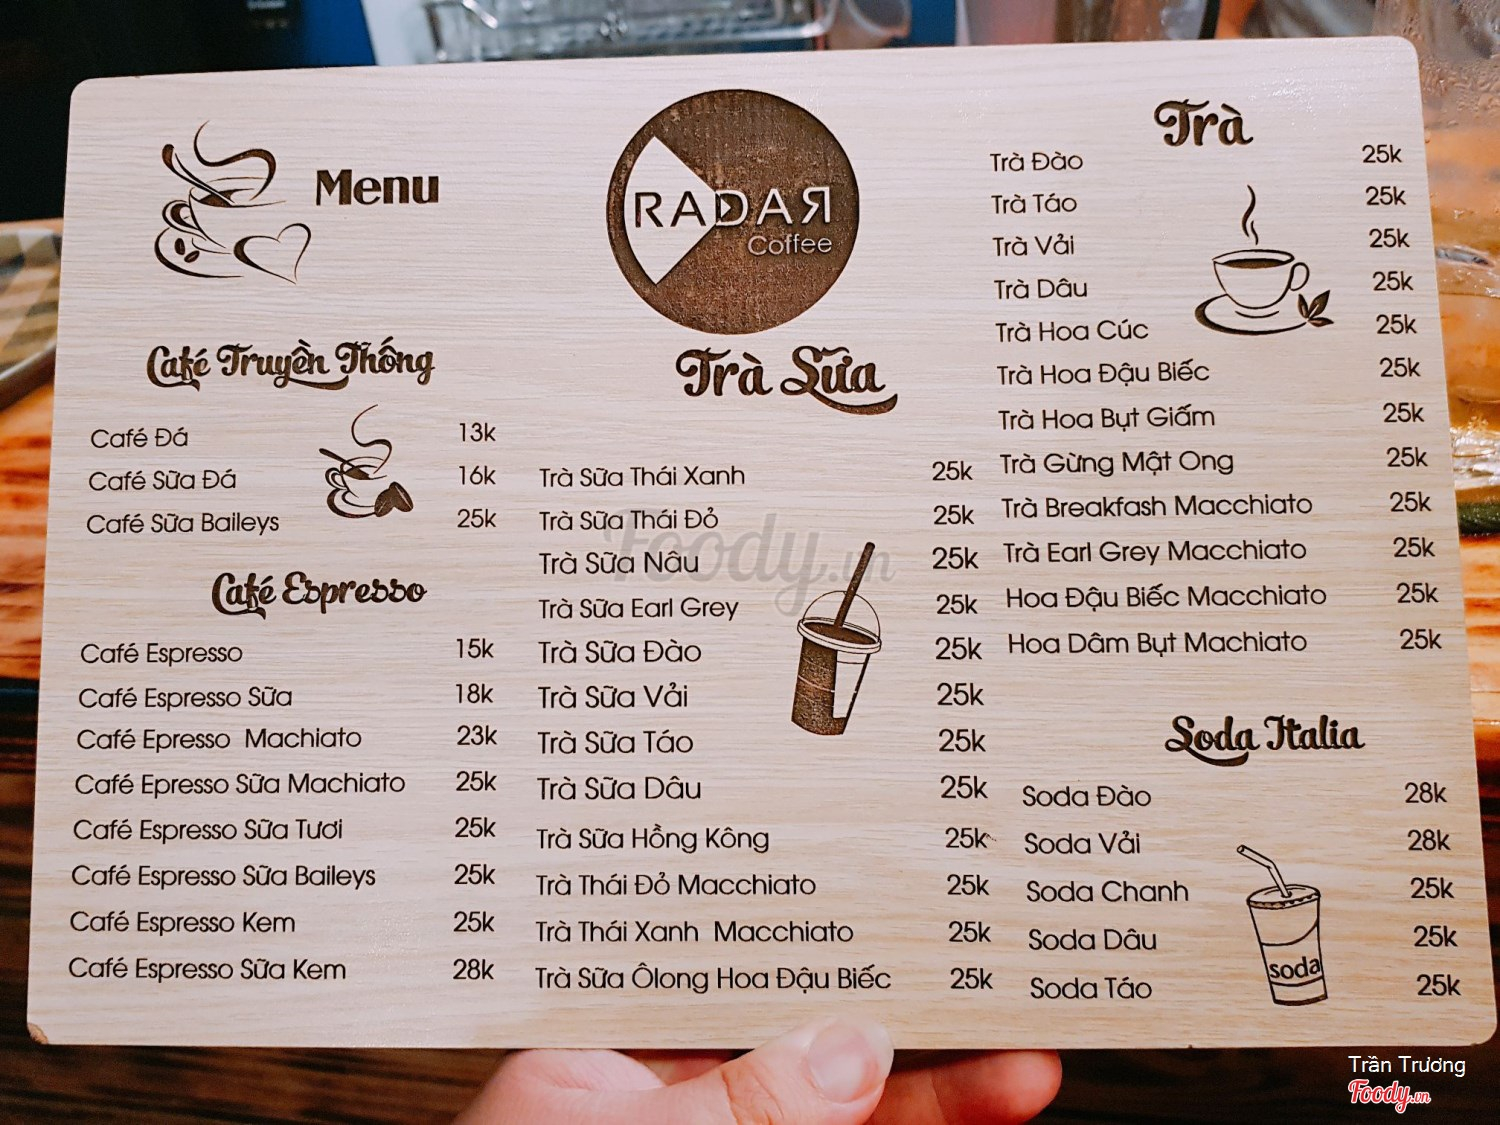 Menu
Café Truyền Thống
Café Đá 13k
Café Sữa Đá 16k
Café Sữa Baileys 25k
Café Espresso
Café Espresso 15k
Café Espresso Sữa 18k
Café Epresso Machiato 23k
Café Epresso Sữa Machiato 25k
Café Espresso Sữa Tươi 25k
Café Espresso Sữa Baileys 25k
Café Espresso Kem 25k
Café Espresso Sữa Kem 28k
RADAR
Coffee
Trà Sữa
Trà Sữa Thái Xanh 25k
Trà Sữa Thái Đỏ 25k
Trà Sữa Nâu 25k
Trà Sữa Earl Grey 25k
Trà Sữa Đào 25k
Trà Sữa Vải 25k
Trà Sữa Táo 25k
Trà Sữa Dâu 25k
Trà Sữa Hồng Kông 25k
Trà Thái Đỏ Macchiato 25k
Trà Thái Xanh Macchiato 25k
Trà Sữa Ôlong Hoa Đậu Biếc 25k
Trà
Trà Đào 25k
Trà Táo 25k
Trà Vải 25k
Trà Dâu 25k
Trà Hoa Cúc 25k
Trà Hoa Đậu Biếc 25k
Trà Hoa Bụt Giấm 25k
Trà Gừng Mật Ong 25k
Trà Breakfash Macchiato 25k
Trà Earl Grey Macchiato 25k
Hoa Đậu Biếc Macchiato 25k
Hoa Dâm Bụt Machiato 25k
Soda Italia
Soda Đào 28k
Soda Vải 28k
Soda Chanh 25k
Soda Dâu 25k
Soda Táo 25k
soda
Foody.vn
Trần Trương
Foody.vn